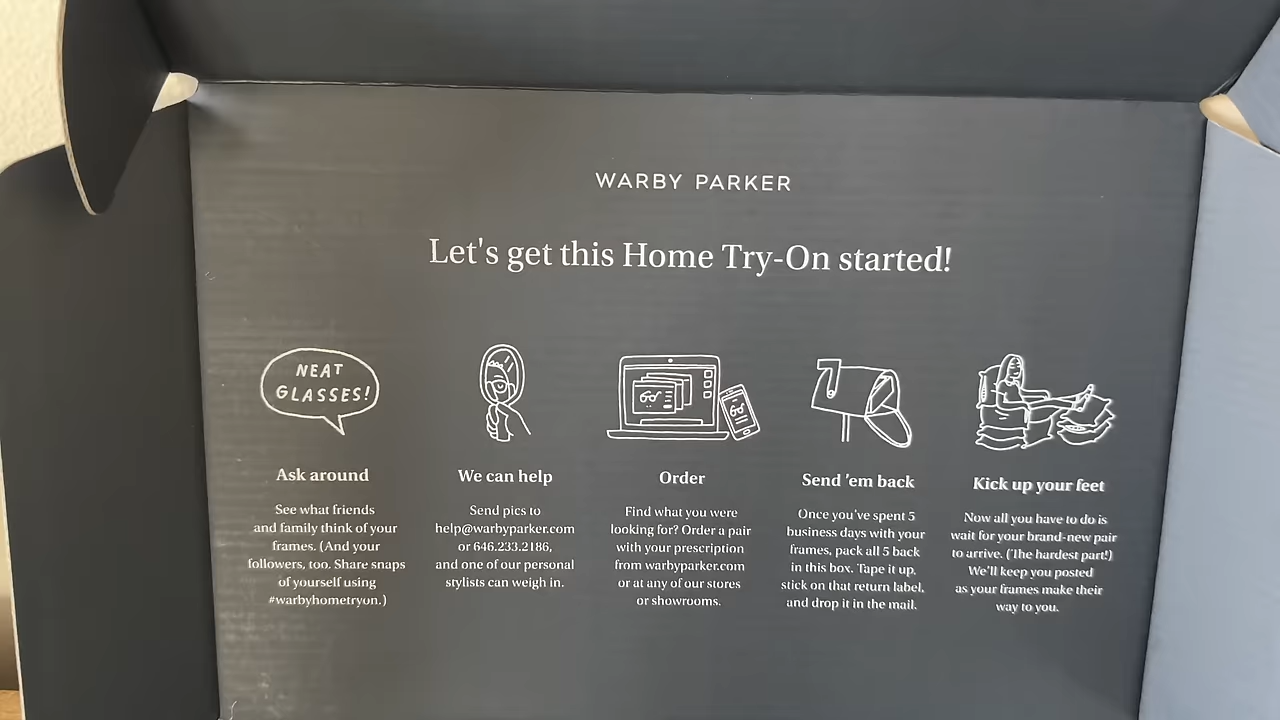 WARBY PARKER
Let's get this Home Try-On started!
NEAT
GLASSES!
Ask around
See what friends
and family think of your
frames. (And your
followers, too. Share snaps
of yourself using
#warbyhometryon.)
We can help
Send pics to
help@warbyparker.com
or 646.233.2186,
and one of our personal
stylists can weigh in.
Order
Find what you were
looking for? Order a pair
with your prescription
from warbyparker.com
or at any of our stores
or showrooms.
Send 'em back
Once you've spent 5
business days with your
frames, pack all 5 back
in this box. Tape it up,
stick on that return label,
and drop it in the mail.
Kick up your feet
Now all you have to do is
wait for your brand-new pair
to arrive. (The hardest part!)
We'll keep you posted
as your frames make their
way to you.